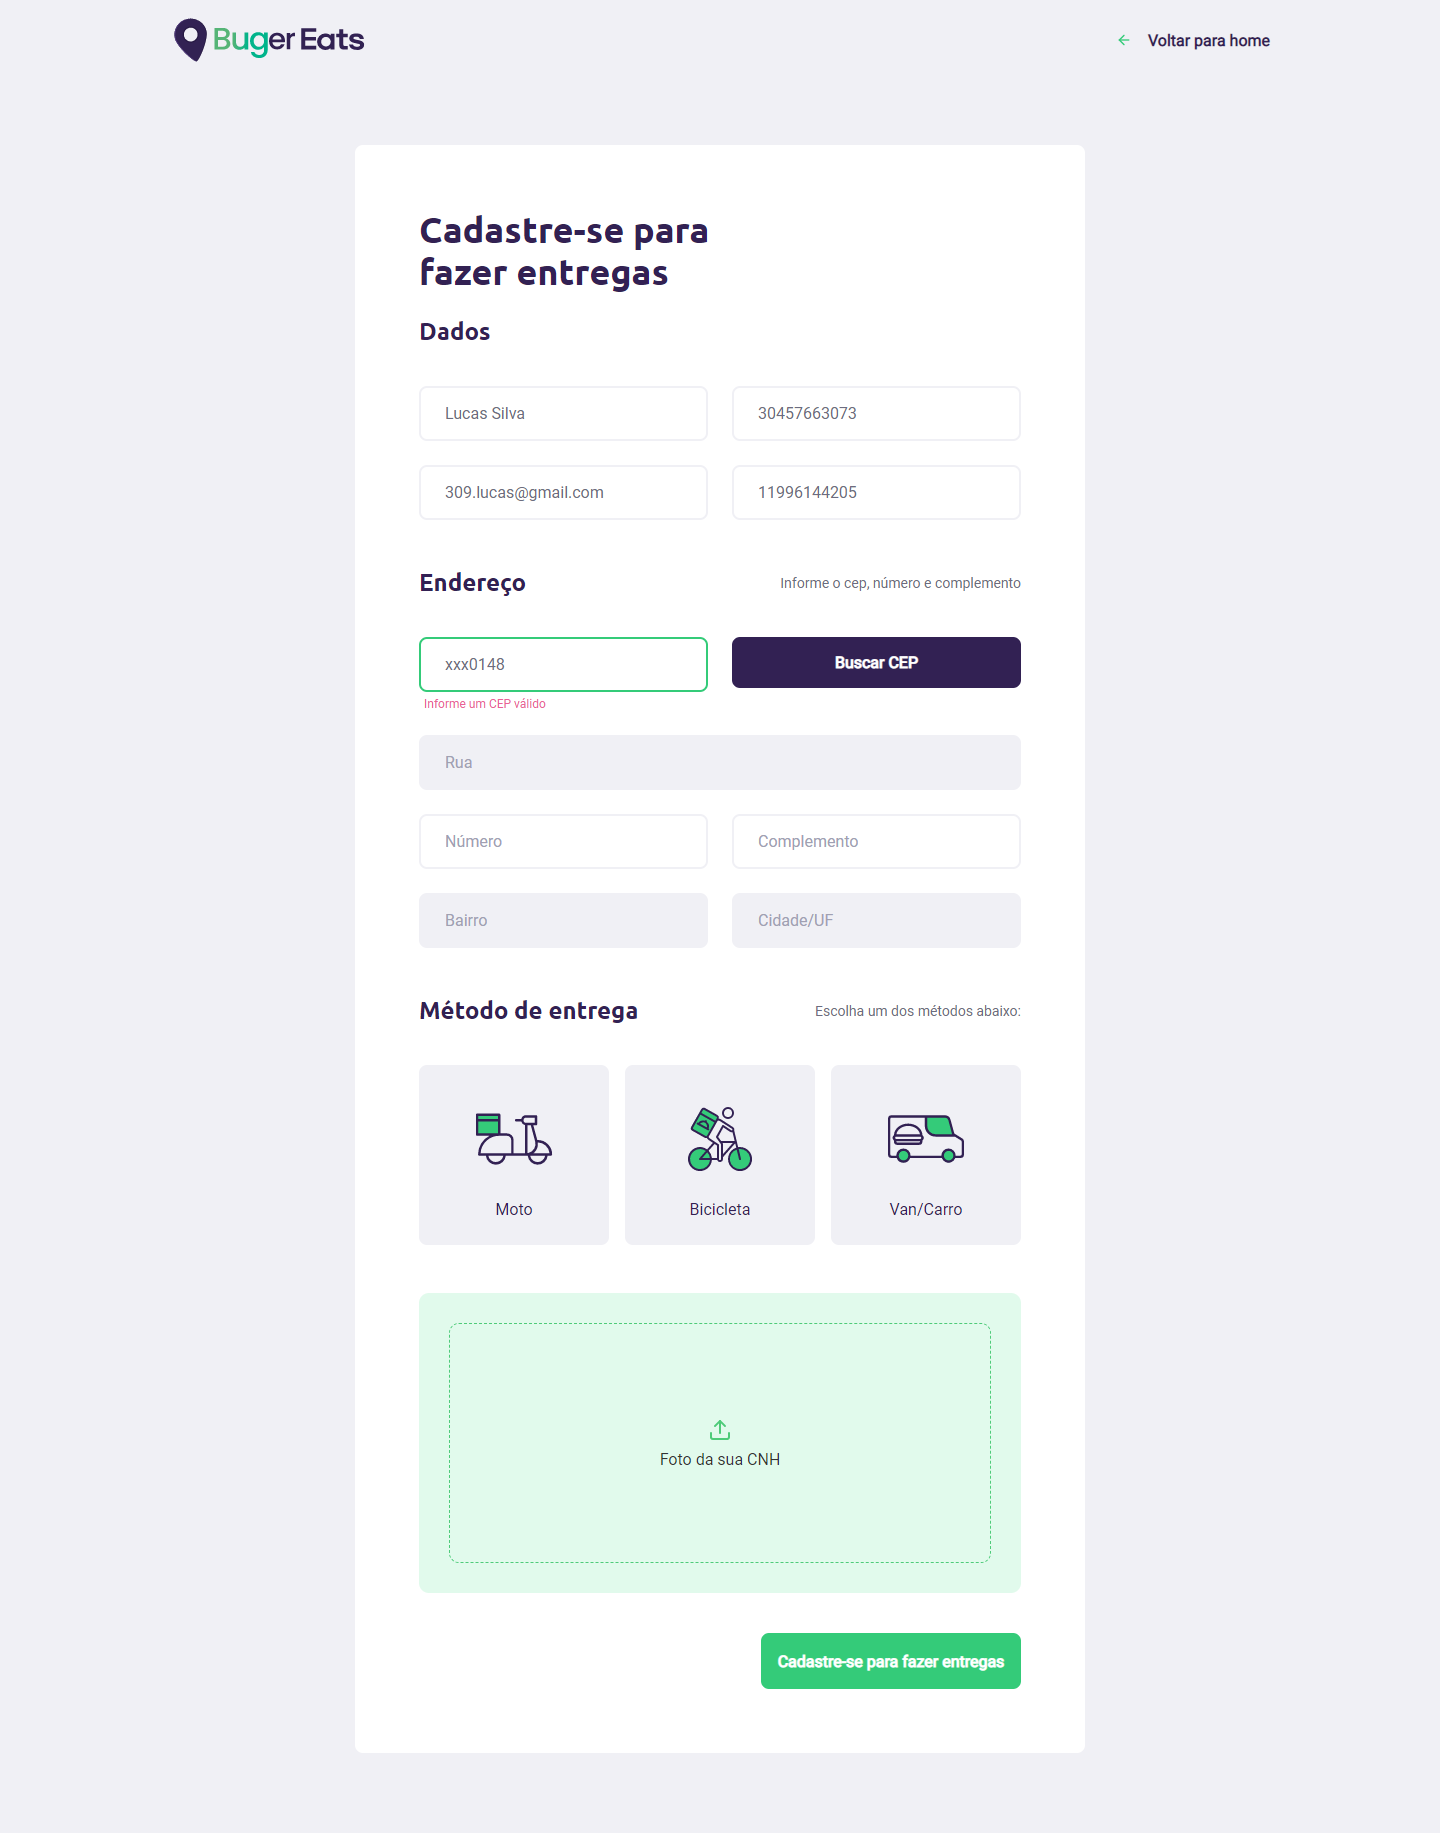 Buger Eats
Voltar para home
Cadastre-se para
fazer entregas
Dados
Lucas Silva
30457663073
309.lucas@gmail.com
11996144205
Endereço
Informe o cep, número e complemento
xxx0148
Buscar CEP
Informe um CEP válido
Rua
Número
Complemento
Bairro
Cidade/UF
Método de entrega
Escolha um dos métodos abaixo:
Moto
Bicicleta
Van/Carro
Foto da sua CNH
Cadastre-se para fazer entregas